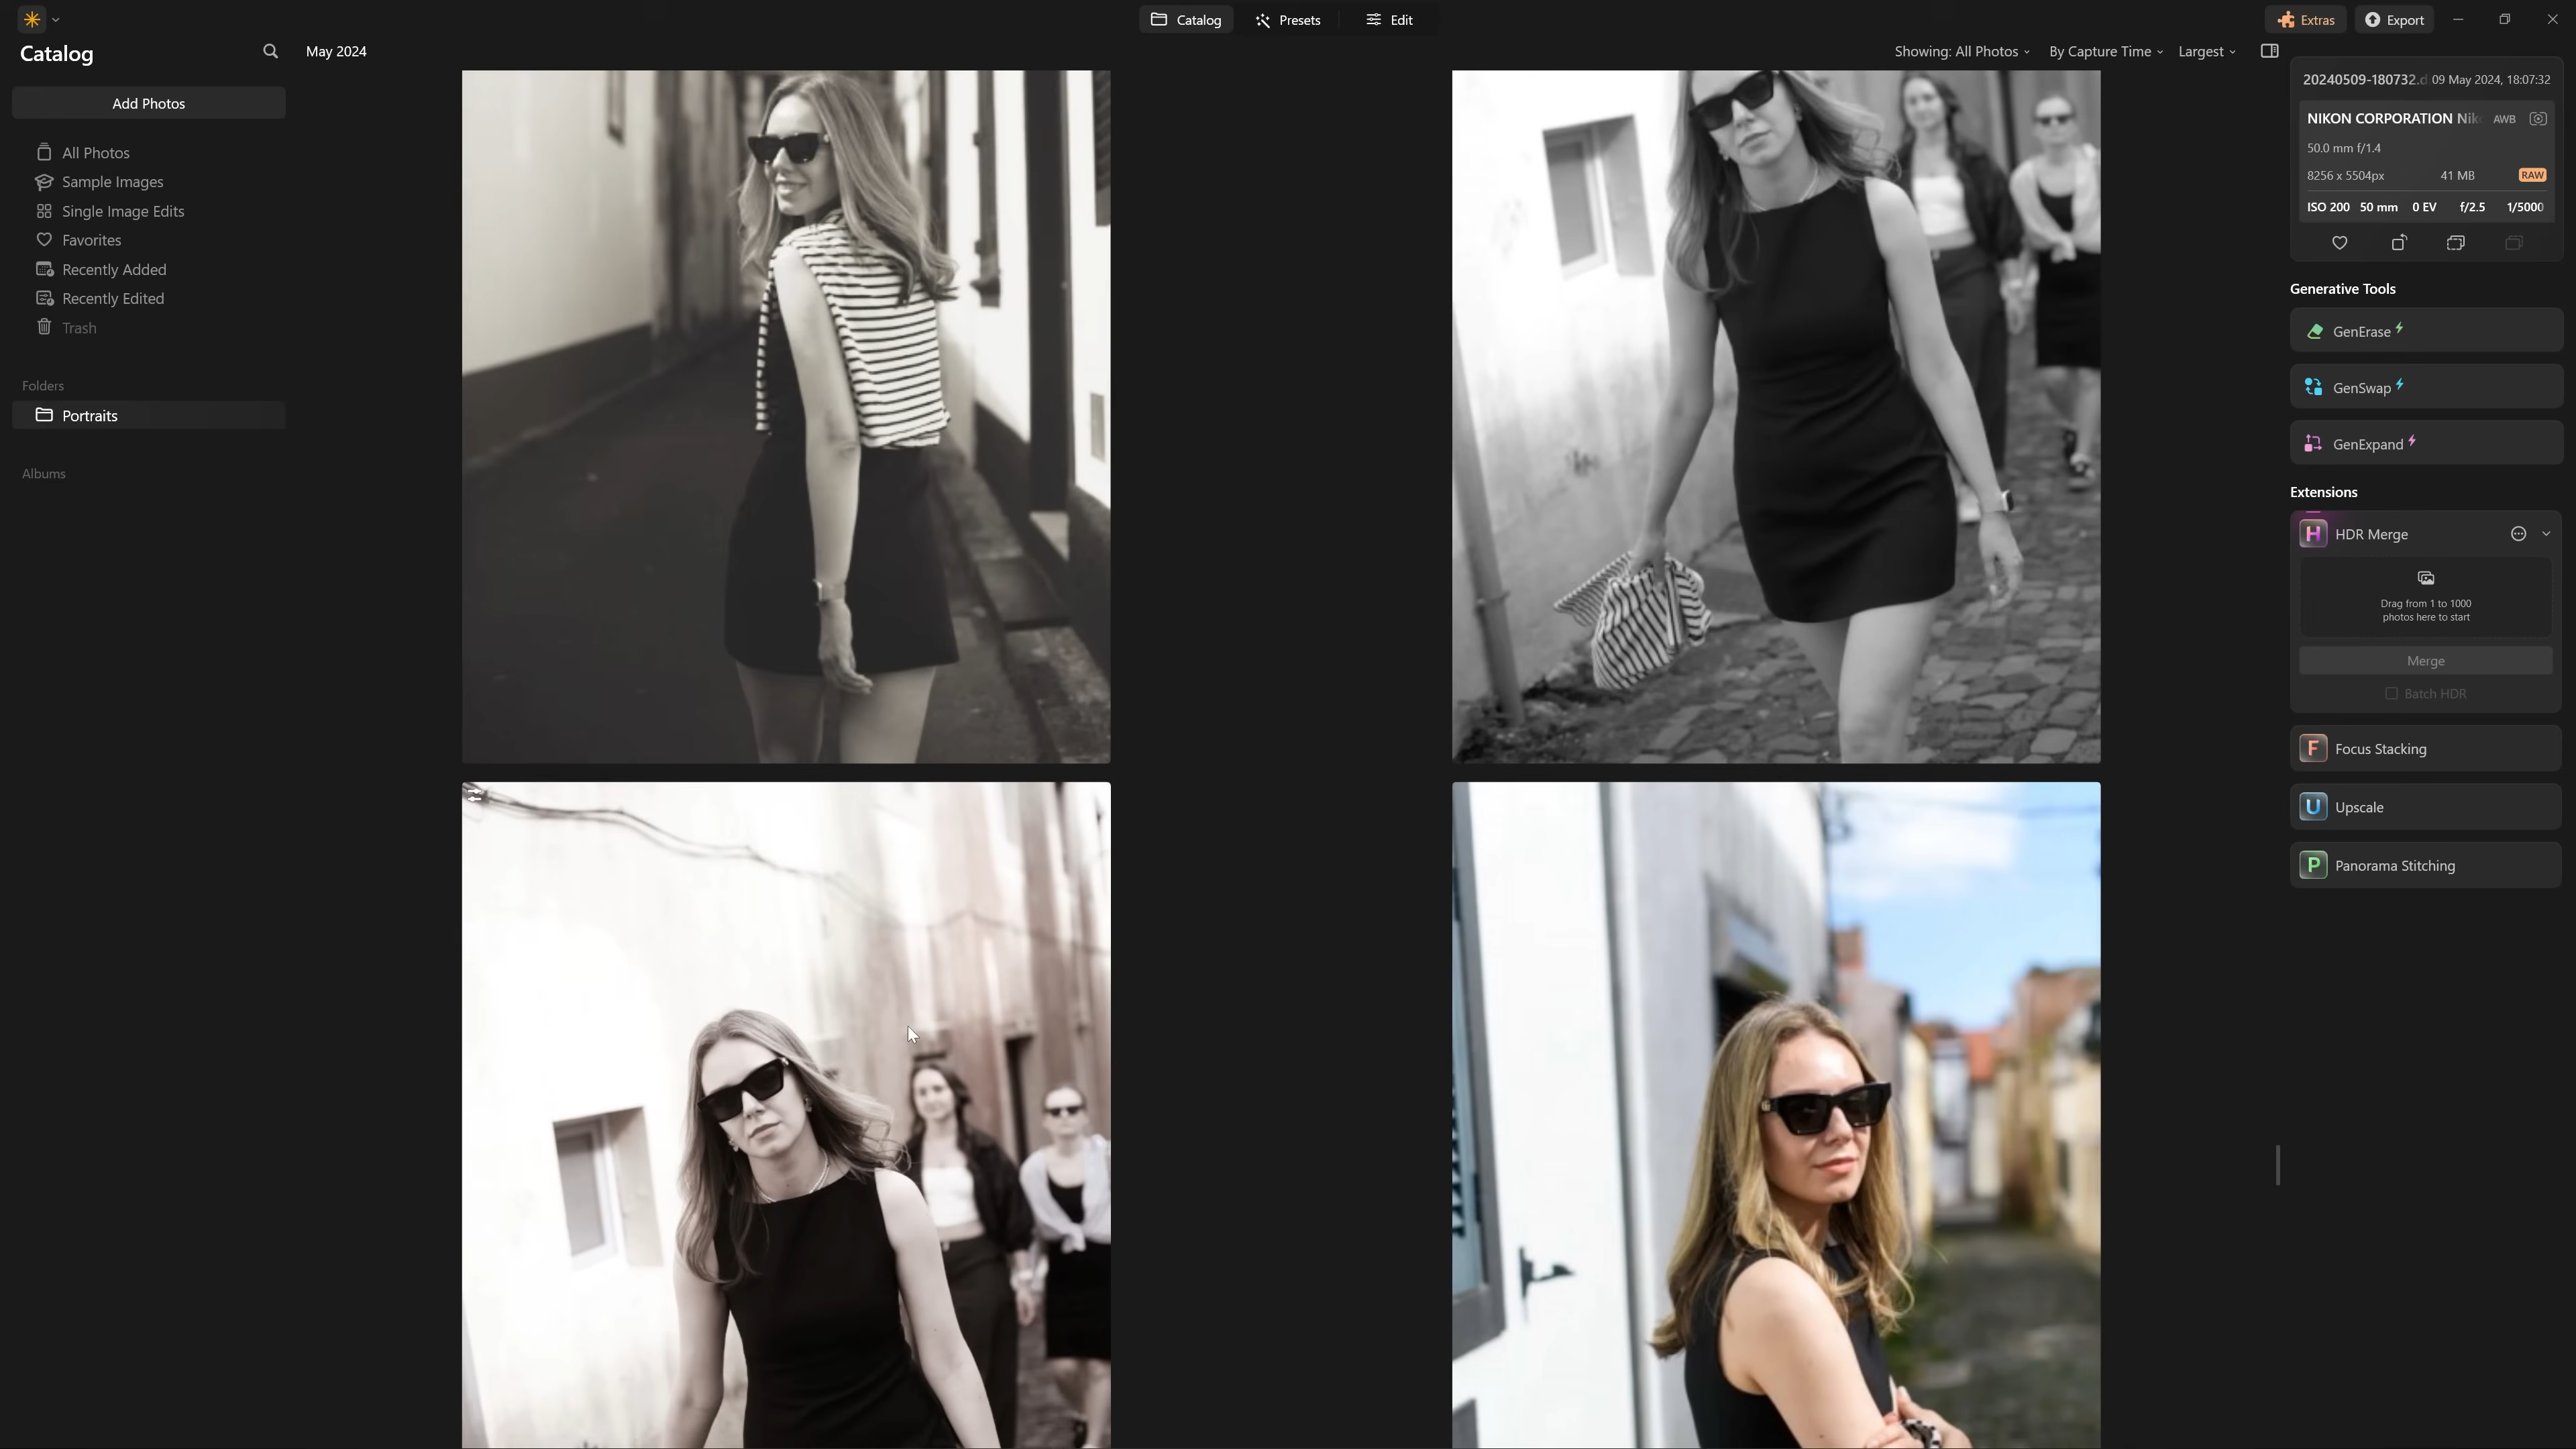 Catalog
Presets
Edit
Extras
Export
Catalog
May 2024
Showing: All Photos
By Capture Time
Largest
Add Photos
All Photos
Sample Images
Single Image Edits
Favorites
Recently Added
Recently Edited
Trash
Folders
Portraits
Albums
20240509-180732.d 09 May 2024, 18:07:32
NIKON CORPORATION Nik AWB
50.0 mm f/1.4
8256 x 5504px 41 MB RAW
ISO 200 50 mm 0 EV f/2.5 1/5000
Generative Tools
GenErase
GenSwap
GenExpand
Extensions
H HDR Merge
Drag from 1 to 1000
photos here to start
Merge
Batch HDR
F Focus Stacking
U Upscale
P Panorama Stitching